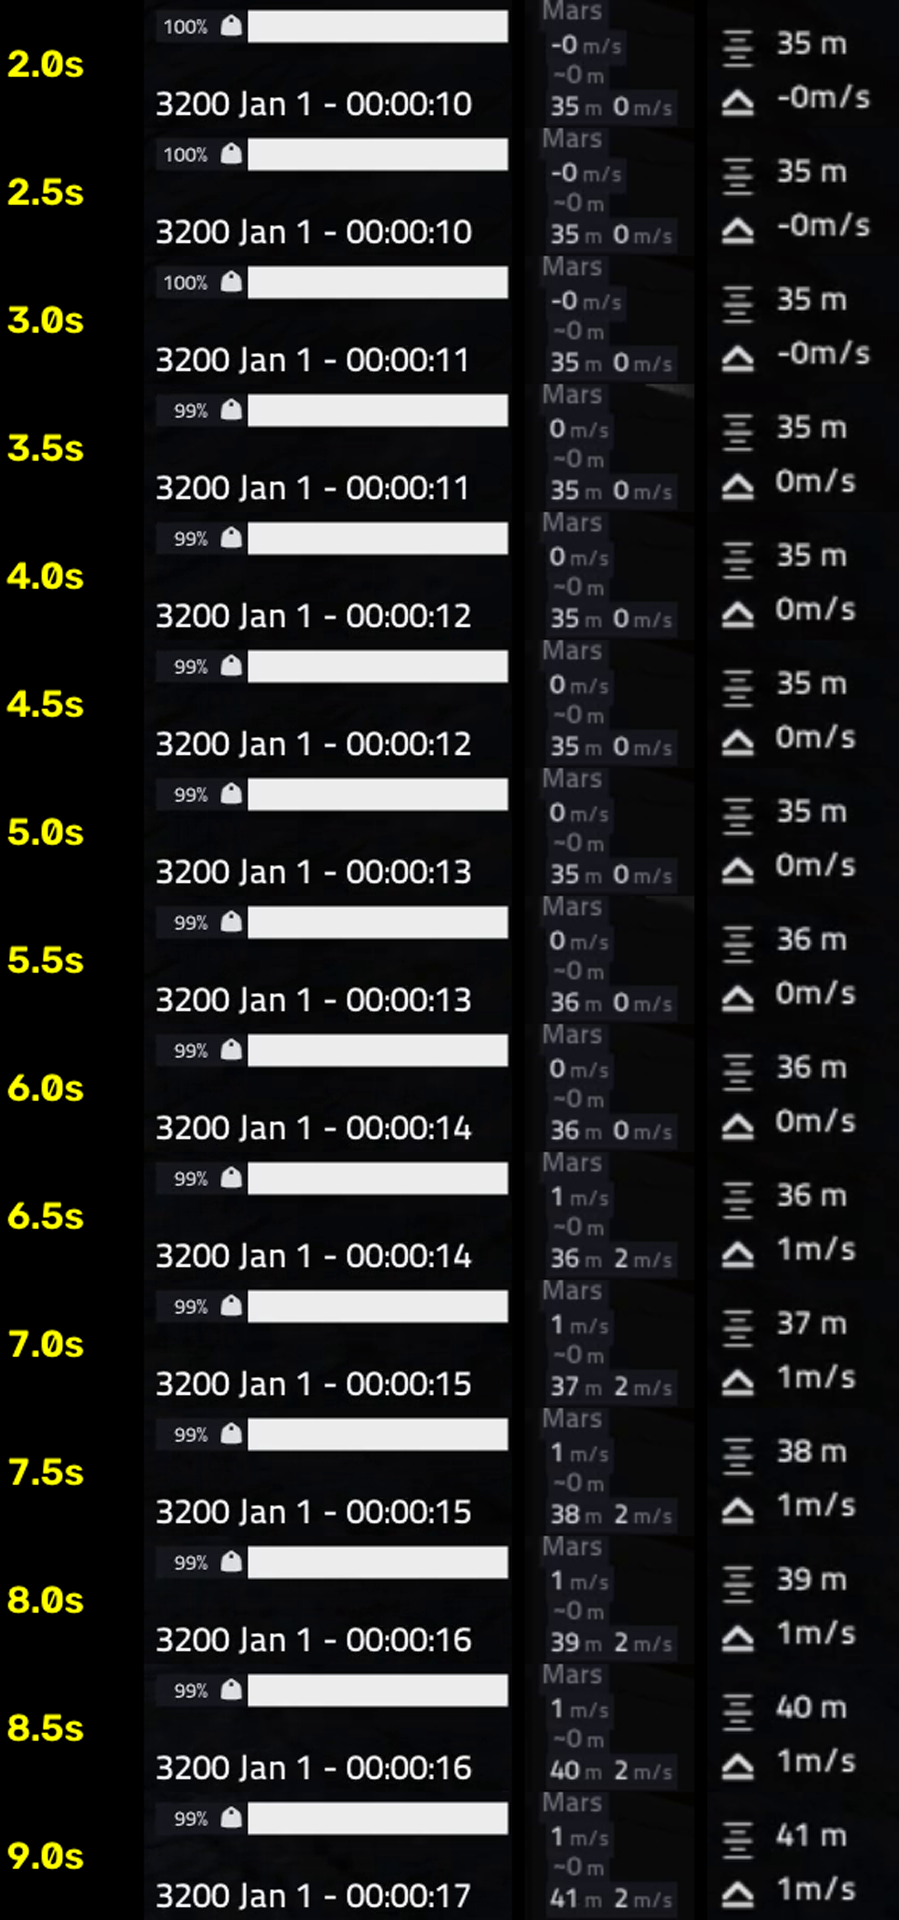 100% Mars 35 m
2.0s -0 m/s
~0 m -0m/s
3200 Jan 1 - 00:00:10 35 m 0 m/s
100% Mars 35 m
2.5s -0 m/s
~0 m -0m/s
3200 Jan 1 - 00:00:10 35 m 0 m/s
100% Mars 35 m
3.0s -0 m/s
~0 m -0m/s
3200 Jan 1 - 00:00:11 35 m 0 m/s
99% Mars 35 m
3.5s 0 m/s
~0 m 0m/s
3200 Jan 1 - 00:00:11 35 m 0 m/s
99% Mars 35 m
4.0s 0 m/s
~0 m 0m/s
3200 Jan 1 - 00:00:12 35 m 0 m/s
99% Mars 35 m
4.5s 0 m/s
~0 m 0m/s
3200 Jan 1 - 00:00:12 35 m 0 m/s
99% Mars 35 m
5.0s 0 m/s
~0 m 0m/s
3200 Jan 1 - 00:00:13 35 m 0 m/s
99% Mars 36 m
5.5s 0 m/s
~0 m 0m/s
3200 Jan 1 - 00:00:13 36 m 0 m/s
99% Mars 36 m
6.0s 0 m/s
~0 m 0m/s
3200 Jan 1 - 00:00:14 36 m 0 m/s
99% Mars 36 m
6.5s 1 m/s
~0 m 1m/s
3200 Jan 1 - 00:00:14 36 m 2 m/s
99% Mars 37 m
7.0s 1 m/s
~0 m 1m/s
3200 Jan 1 - 00:00:15 37 m 2 m/s
99% Mars 38 m
7.5s 1 m/s
~0 m 1m/s
3200 Jan 1 - 00:00:15 38 m 2 m/s
99% Mars 39 m
8.0s 1 m/s
~0 m 1m/s
3200 Jan 1 - 00:00:16 39 m 2 m/s
99% Mars 40 m
8.5s 1 m/s
~0 m 1m/s
3200 Jan 1 - 00:00:16 40 m 2 m/s
99% Mars 41 m
9.0s 1 m/s
~0 m 1m/s
3200 Jan 1 - 00:00:17 41 m 2 m/s